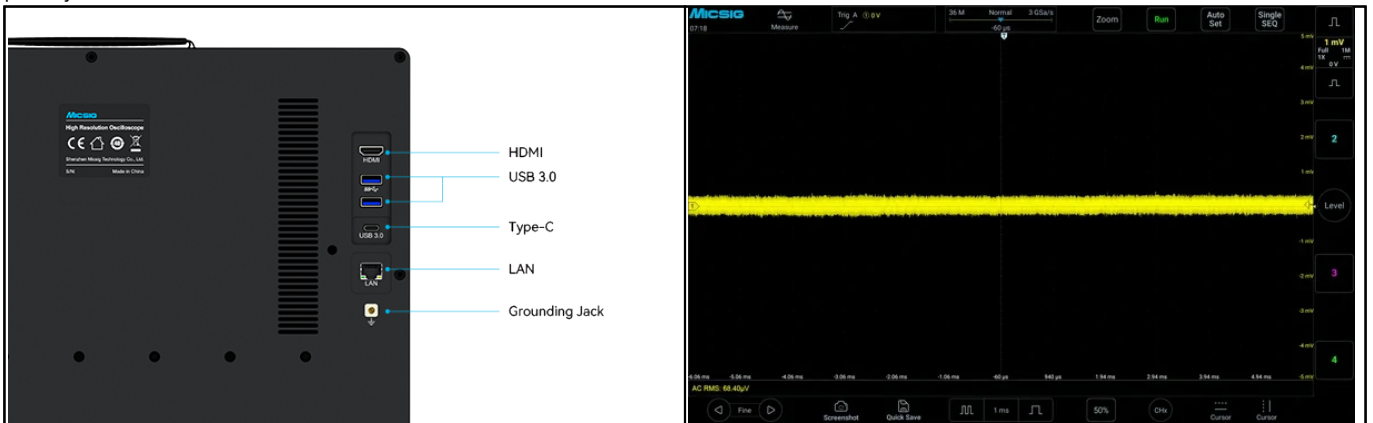 Micsig
High Resolution Oscilloscope
CE
Shenzhen Micsig Technology Co., Ltd.
S/N Made in China
HDMI
USB 3.0
LAN
HDMI
USB 3.0
Type-C
LAN
Grounding Jack
Micsig
07:18
Measure
Trig A ① 0 V
36 M Normal 3 GSa/s
-60 μs
Zoom
Run
Auto Set
Single SEQ
T
1 mV
Full 1M
1X
0 V
2
Level
3
4
5 mV
4 mV
3 mV
2 mV
1 mV
-1 mV
-2 mV
-3 mV
-4 mV
-5 mV
1
-6.06 ms -5.06 ms -4.06 ms -3.06 ms -2.06 ms -1.06 ms -60 μs 940 μs 1.94 ms 2.94 ms 3.94 ms 4.94 ms
AC RMS: 68.40μV
Fine
Screenshot
Quick Save
1 ms
50%
CHx
Cursor
Cursor